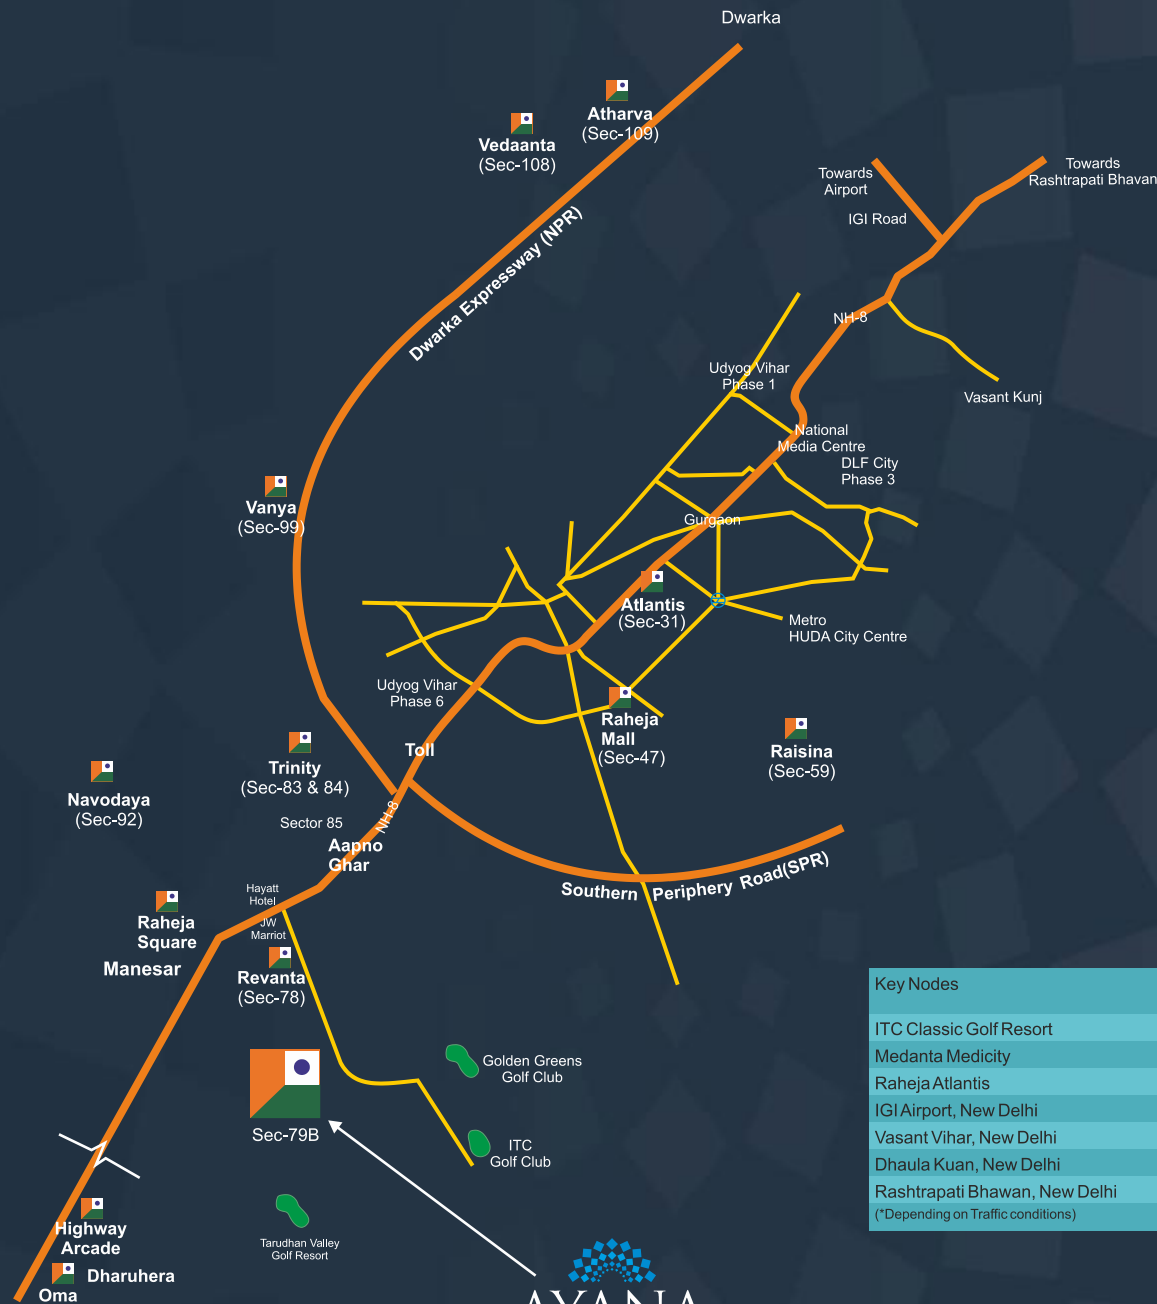 Dwarka
Atharva
(Sec-109)
Vedaanta
(Sec-108)
Towards
Airport
Towards
Rashtrapati Bhavan
IGI Road
Dwarka Expressway (NPR)
NH-8
Udyog Vihar
Phase 1
Vasant Kunj
National
Media Centre
DLF City
Phase 3
Vanya
(Sec-99)
Gurgaon
Atlantis
(Sec-31)
Metro
HUDA City Centre
Udyog Vihar
Phase 6
Raheja
Mall
(Sec-47)
Raisina
(Sec-59)
Toll
Trinity
(Sec-83 & 84)
Navodaya
(Sec-92)
NH-8
Sector 85
Aapno
Ghar
Southern Periphery Road(SPR)
Hayatt
Hotel
JW
Marriot
Raheja
Square
Manesar
Revanta
(Sec-78)
Key Nodes
ITC Classic Golf Resort
Medanta Medicity
Raheja Atlantis
IGI Airport, New Delhi
Vasant Vihar, New Delhi
Dhaula Kuan, New Delhi
Rashtrapati Bhawan, New Delhi
(*Depending on Traffic conditions)
Golden Greens
Golf Club
Sec-79B
ITC
Golf Club
Tarudhan Valley
Golf Resort
Highway
Arcade
Dharuhera
Oma
AYANA